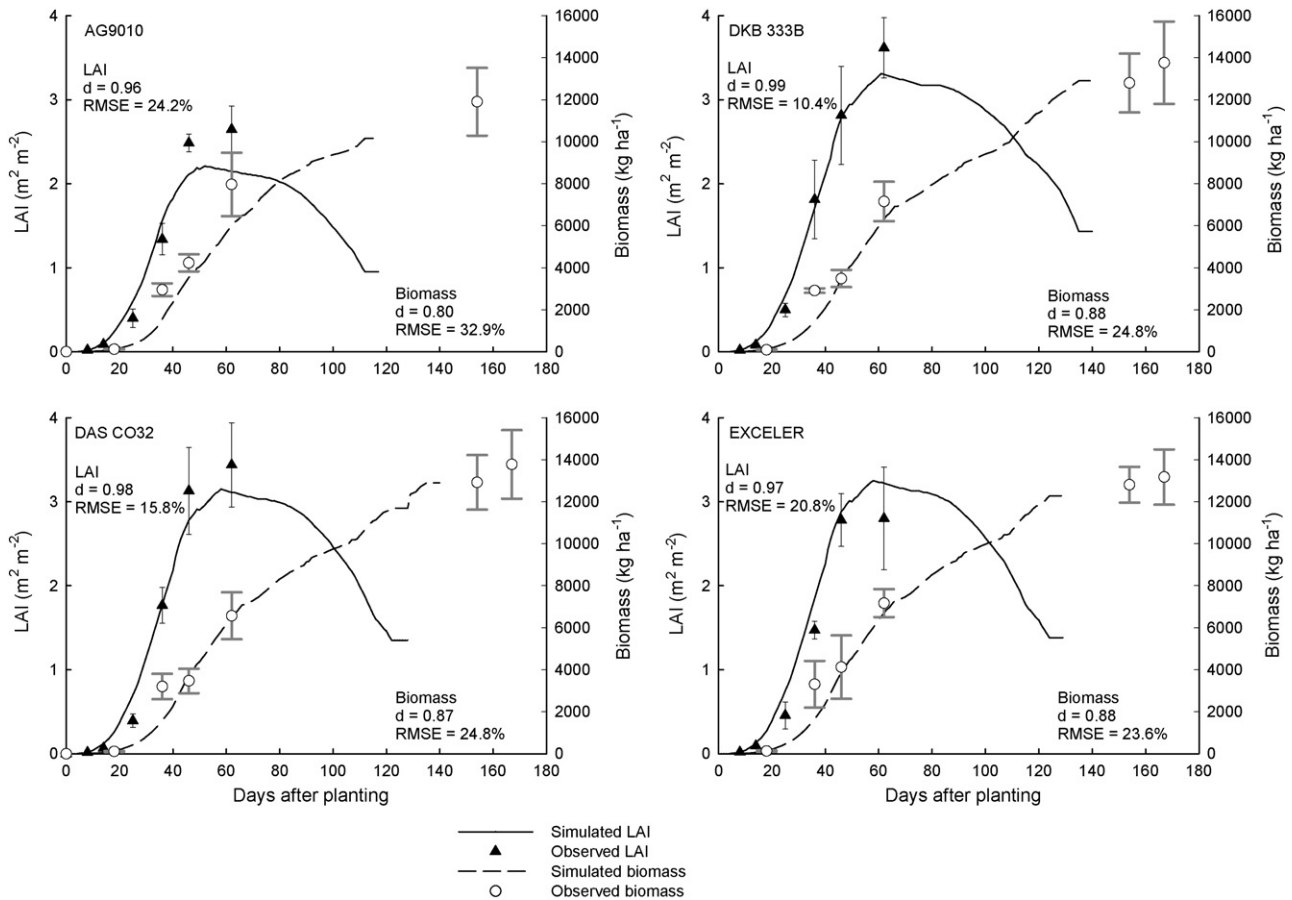 AG9010
LAI
d = 0.96
RMSE = 24.2%
Biomass
d = 0.80
RMSE = 32.9%
LAI (m² m⁻²)
4
3
2
1
0
Biomass (kg ha⁻¹)
16000
14000
12000
10000
8000
6000
4000
2000
0
0 20 40 60 80 100 120 140 160 180
DKB 333B
LAI
d = 0.99
RMSE = 10.4%
Biomass
d = 0.88
RMSE = 24.8%
LAI (m² m⁻²)
4
3
2
1
0
Biomass (kg ha⁻¹)
16000
14000
12000
10000
8000
6000
4000
2000
0
0 20 40 60 80 100 120 140 160 180
DAS CO32
LAI
d = 0.98
RMSE = 15.8%
Biomass
d = 0.87
RMSE = 24.8%
LAI (m² m⁻²)
4
3
2
1
0
Biomass (kg ha⁻¹)
16000
14000
12000
10000
8000
6000
4000
2000
0
0 20 40 60 80 100 120 140 160 180
Days after planting
EXCELER
LAI
d = 0.97
RMSE = 20.8%
Biomass
d = 0.88
RMSE = 23.6%
LAI (m² m⁻²)
4
3
2
1
0
Biomass (kg ha⁻¹)
16000
14000
12000
10000
8000
6000
4000
2000
0
0 20 40 60 80 100 120 140 160 180
Days after planting
Simulated LAI
Observed LAI
Simulated biomass
Observed biomass